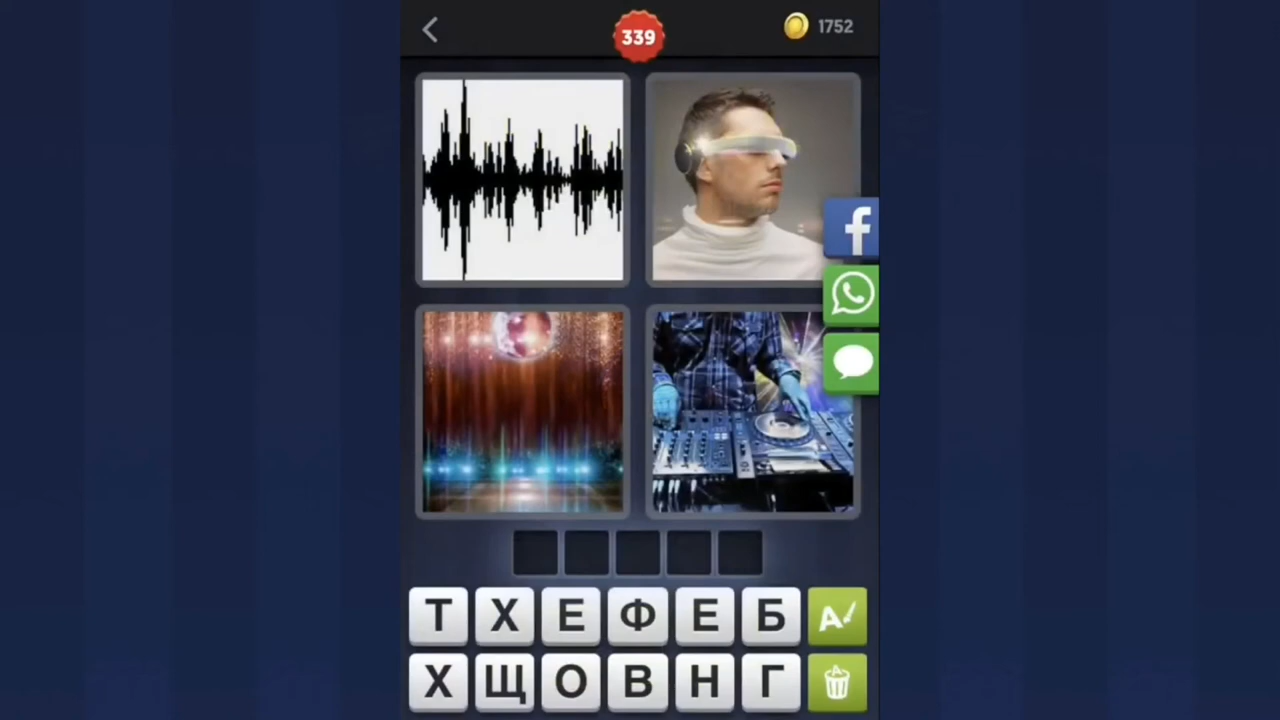 339
1752
f
Т Х Е Ф Е Б A
Х Щ О В Н Г